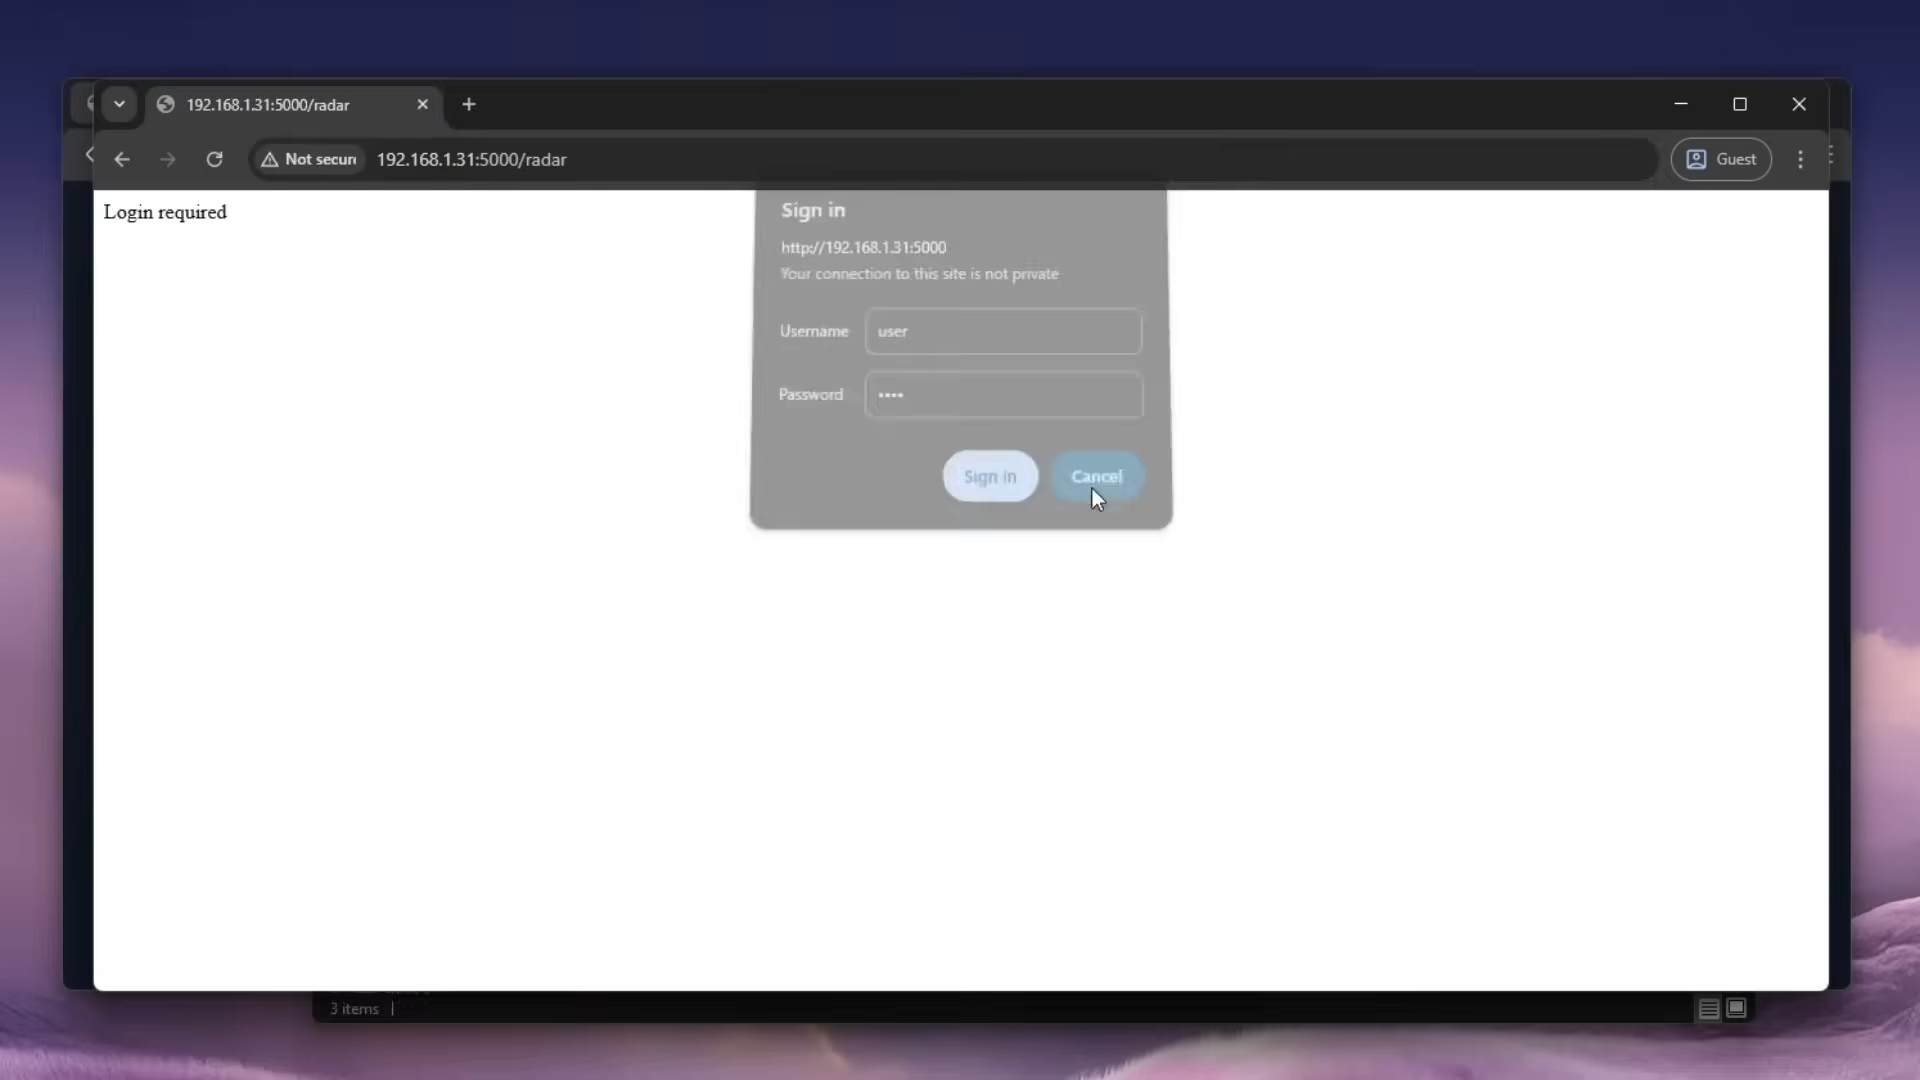 192.168.1.31:5000/radar
Not secur
192.168.1.31:5000/radar
Guest
Login required
Sign in
http://192.168.1.31:5000
Your connection to this site is not private
Username
user
Password
••••
Sign in
Cancel
3 items